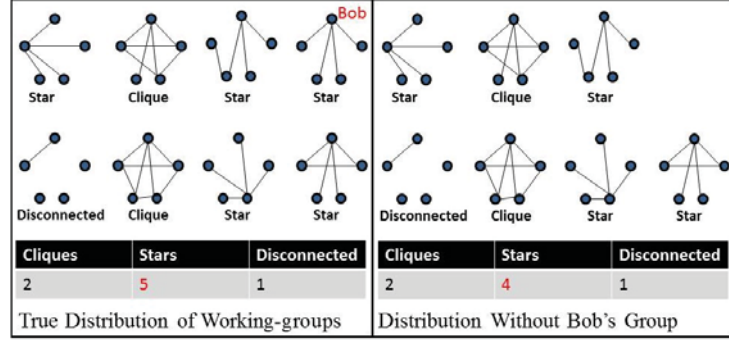 Bob
Star Clique Star Star
Disconnected Clique Star Star
Cliques Stars Disconnected
2 5 1
True Distribution of Working-groups
Star Clique Star
Disconnected Clique Star Star
Cliques Stars Disconnected
2 4 1
Distribution Without Bob's Group